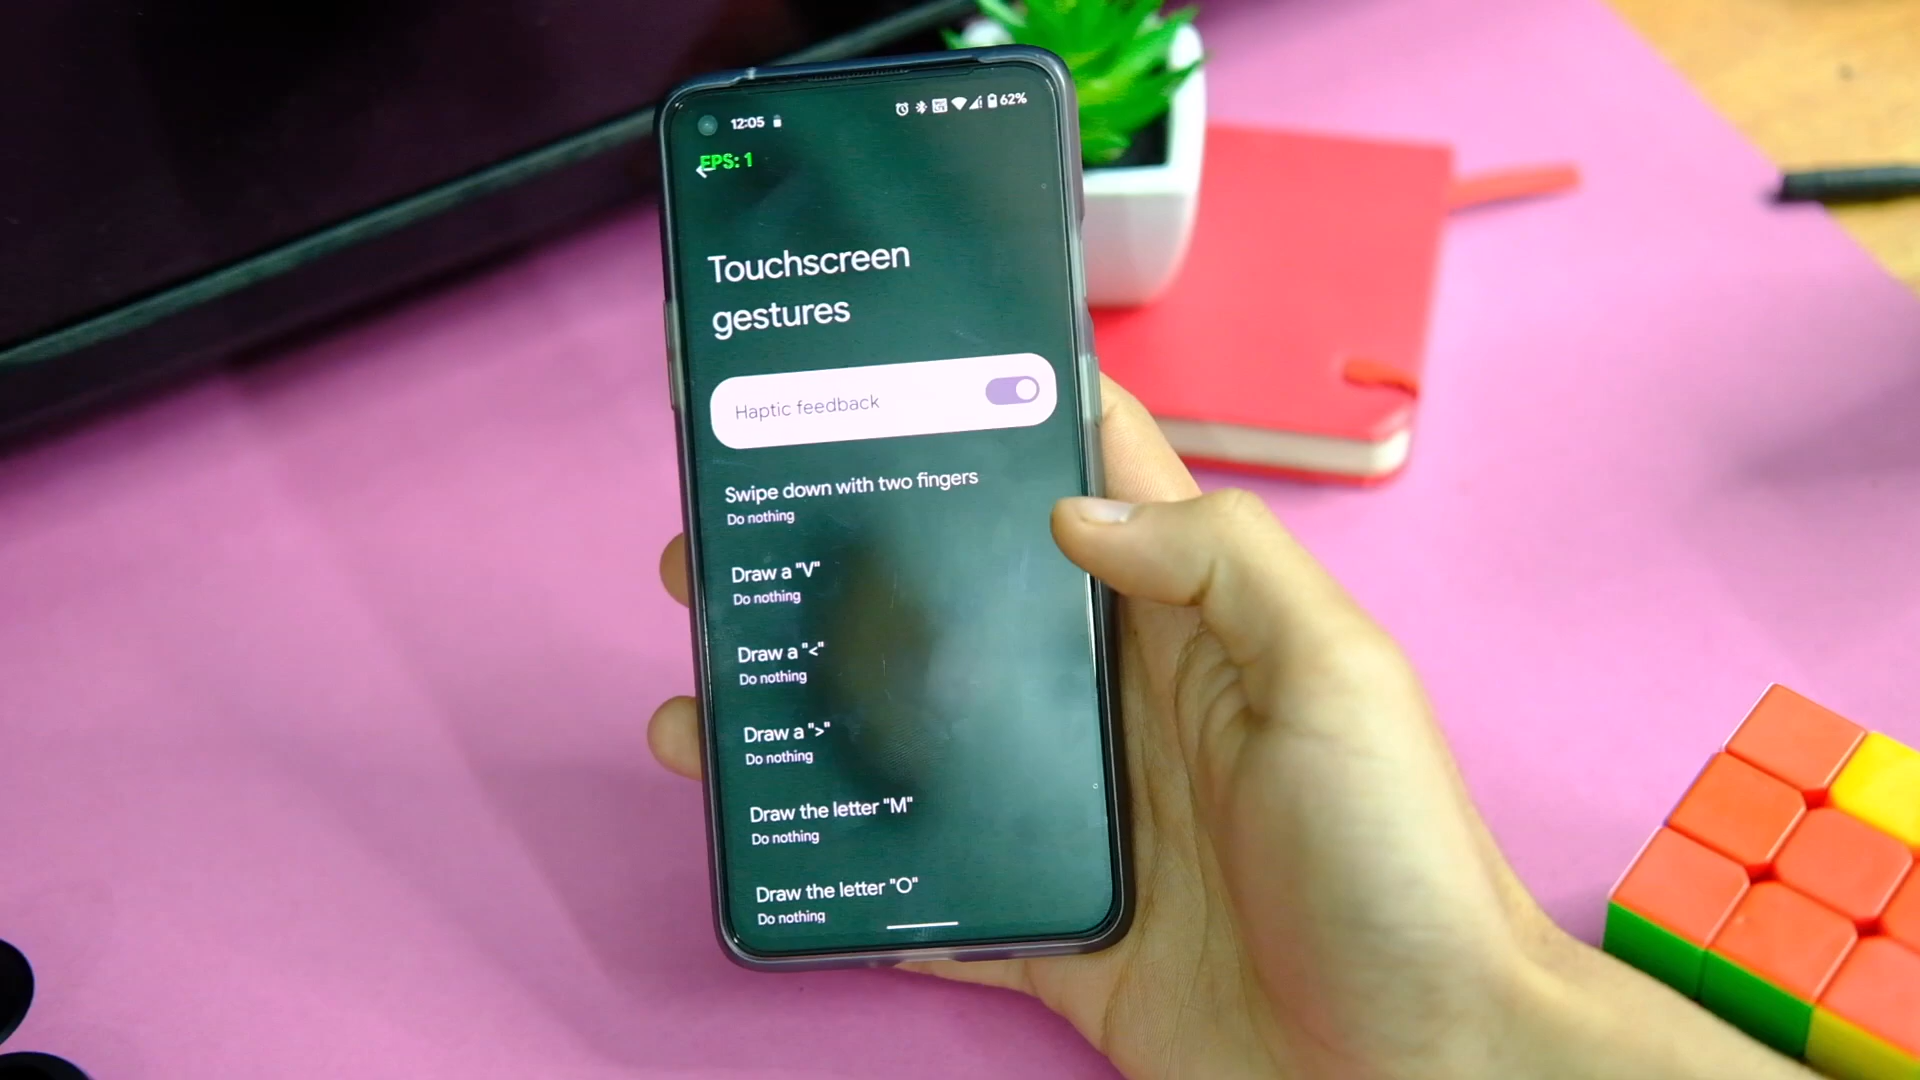 12:05 62%
EPS: 1
Touchscreen
gestures
Haptic feedback
Swipe down with two fingers
Do nothing
Draw a "V"
Do nothing
Draw a "<"
Do nothing
Draw a ">"
Do nothing
Draw the letter "M"
Do nothing
Draw the letter "O"
Do nothing